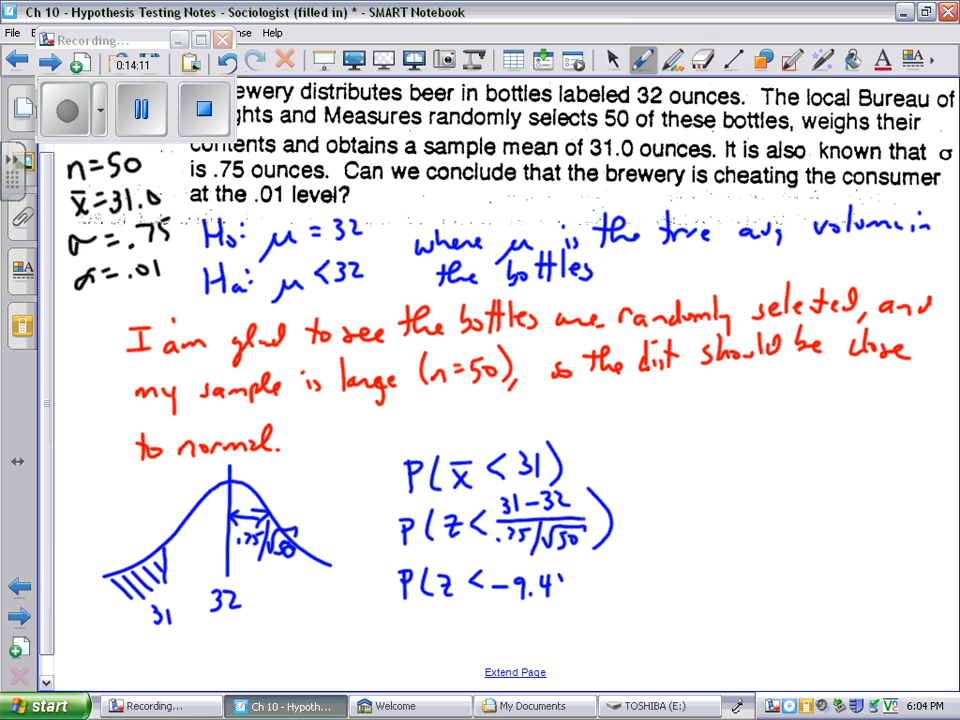 Ch 10 - Hypothesis Testing Notes - Sociologist (filled in) * - SMART Notebook
File
Recording...
nse Help
0:14:11
ewery distributes beer in bottles labeled 32 ounces. The local Bureau of
ghts and Measures randomly selects 50 of these bottles, weighs their
contents and obtains a sample mean of 31.0 ounces. It is also known that σ
is .75 ounces. Can we conclude that the brewery is cheating the consumer
at the .01 level?
n=50
x̄=31.0
σ=.75
α=.01
Ho: μ = 32 where μ is the true avg volume in
Ha: μ < 32 the bottles
I am glad to see the bottles are randomly selected, and
my sample is large (n=50), so the dist should be close
to normal.
.75/√50
31
32
P(x̄ < 31)
P(z < 31-32 / .75/√50)
P(z < -9.4
Extend Page
start
Recording...
Ch 10 - Hypoth...
Welcome
My Documents
TOSHIBA (E:)
6:04 PM